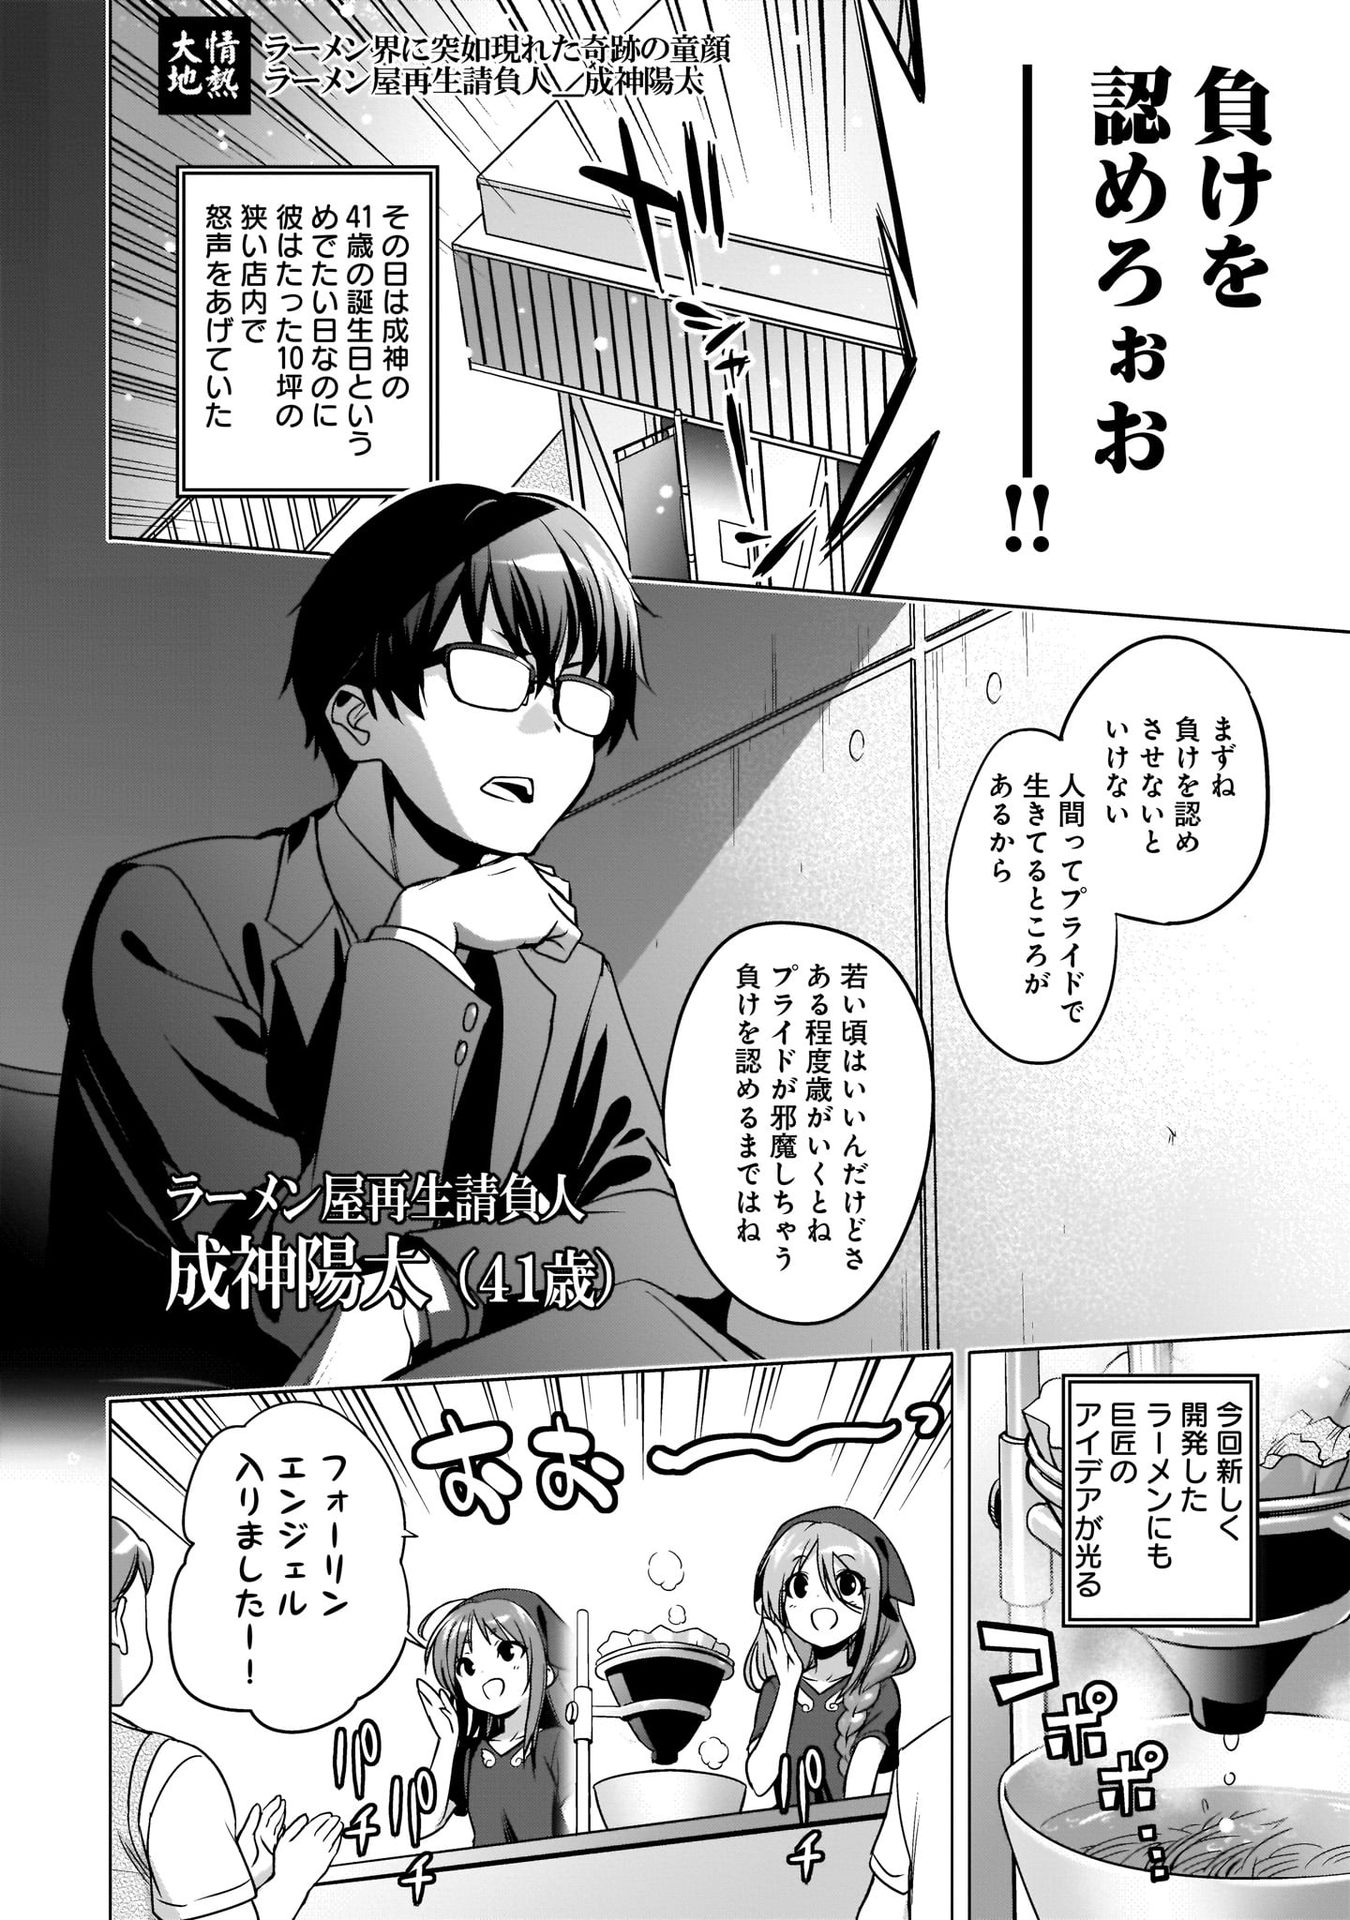 負けを
認めろぉぉ
――!!
情熱
大地
ラーメン界に突如現れた奇跡の童顔
ラーメン屋再生請負人__成神陽太
ガッ
シャ
その日は成神の
41歳の誕生日という
めでたい日なのに
彼はたった10坪の
狭い店内で
怒声をあげていた
まずね
負けを認め
させないと
いけない
人間ってプライドで
生きてるところが
あるから
若い頃はいいんだけどさ
ある程度歳がいくとね
プライドが邪魔しちゃう
負けを認めるまではね
ラーメン屋再生請負人
成神陽太（41歳）
今回新しく
開発した
ラーメンにも
巨匠の
アイデアが光る
コポポポ…
おお〜〜っ
フォーリン
エンジェル
入りました―！
パチ
パチ
パチ